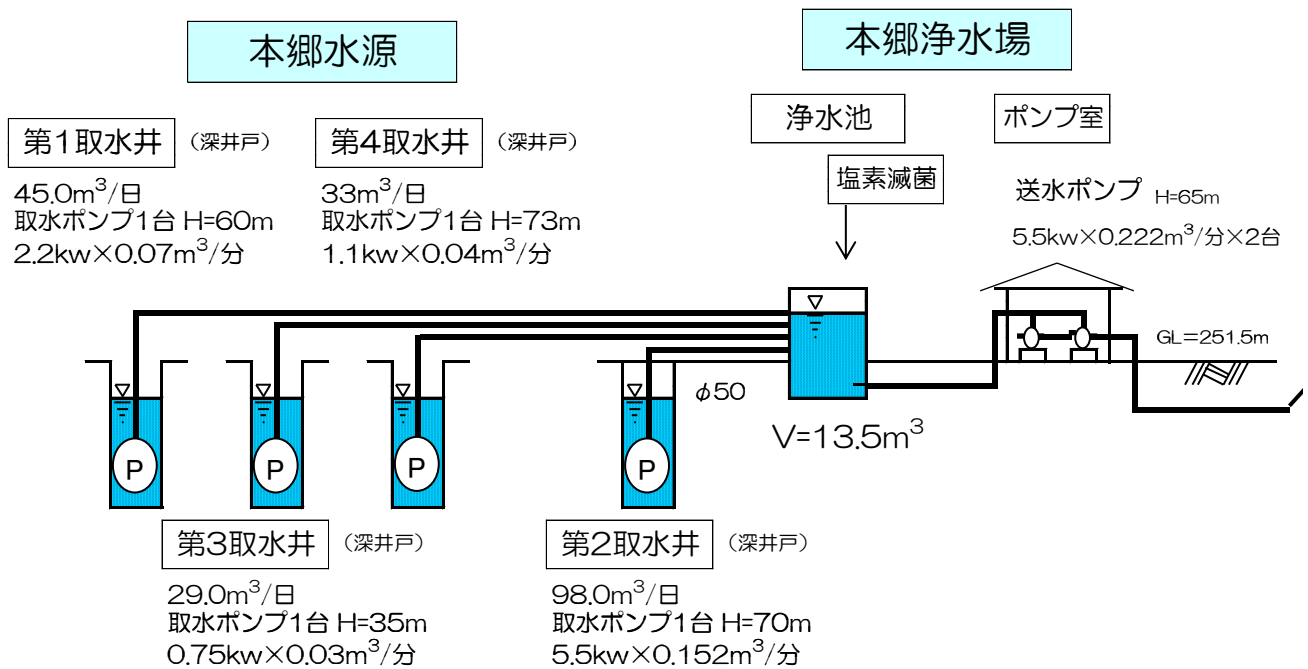 本郷水源
本郷浄水場
第1取水井 （深井戸）
45.0m³/日
取水ポンプ1台 H=60m
2.2kw×0.07m³/分
第4取水井 （深井戸）
33m³/日
取水ポンプ1台 H=73m
1.1kw×0.04m³/分
浄水池
塩素滅菌
ポンプ室
送水ポンプ H=65m
5.5kw×0.222m³/分×2台
GL=251.5m
φ50
V=13.5m³
P
P
P
P
第3取水井 （深井戸）
29.0m³/日
取水ポンプ1台 H=35m
0.75kw×0.03m³/分
第2取水井 （深井戸）
98.0m³/日
取水ポンプ1台 H=70m
5.5kw×0.152m³/分